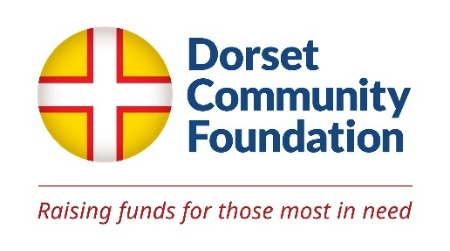 Dorset
Community
Foundation
Raising funds for those most in need